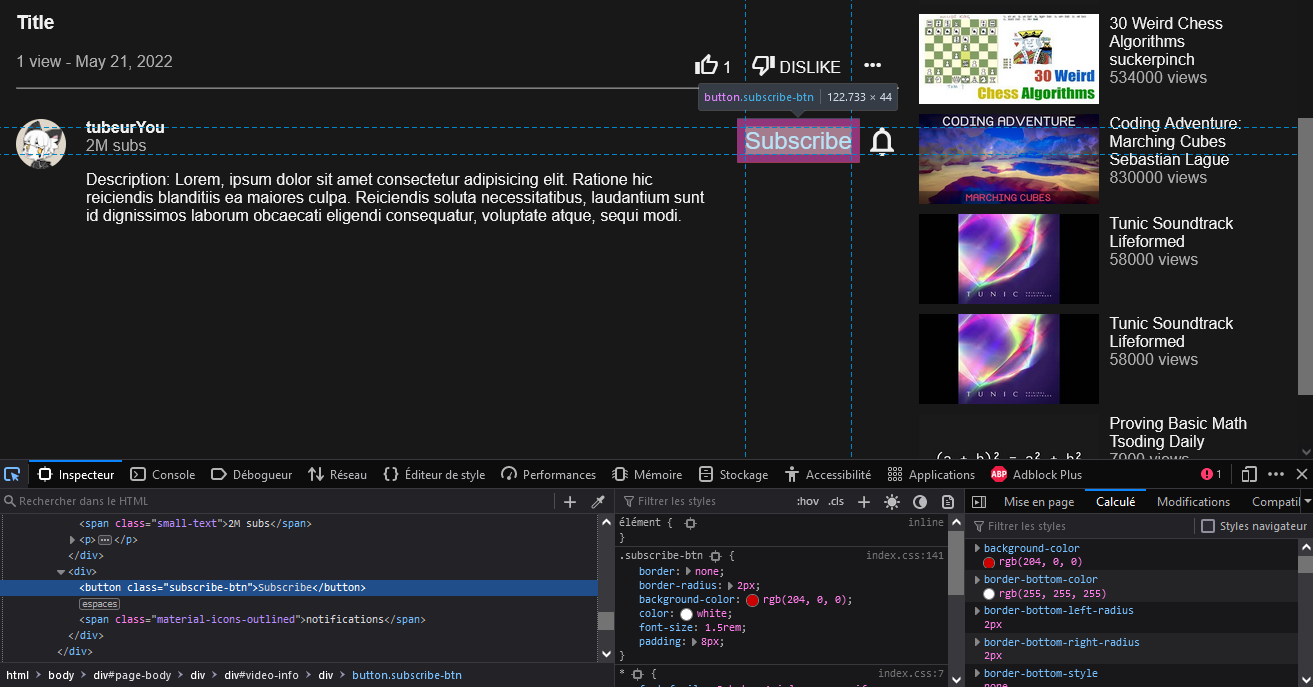 Title
1 view - May 21, 2022
1
DISLIKE
button.subscribe-btn 122.733 × 44
tubeurYou
2M subs
Subscribe
Description: Lorem, ipsum dolor sit amet consectetur adipisicing elit. Ratione hic
reiciendis blanditiis ea maiores culpa. Reiciendis soluta necessitatibus, laudantium sunt
id dignissimos laborum obcaecati eligendi consequatur, voluptate atque, sequi modi.
30 Weird
Chess Algorithms
30 Weird Chess
Algorithms
suckerpinch
534000 views
CODING ADVENTURE
MARCHING CUBES
Coding Adventure:
Marching Cubes
Sebastian Lague
830000 views
TUNIC
Tunic Soundtrack
Lifeformed
58000 views
TUNIC
Tunic Soundtrack
Lifeformed
58000 views
(a + b)² = a² + b²
Proving Basic Math
Tsoding Daily
7900 views
Inspecteur
Console
Débogueur
Réseau
Éditeur de style
Performances
Mémoire
Stockage
Accessibilité
Applications
ABP Adblock Plus
1
Rechercher dans le HTML
<span class="small-text">2M subs</span>
<p></p>
</div>
<div>
<button class="subscribe-btn">Subscribe</button>
espaces
<span class="material-icons-outlined">notifications</span>
</div>
</div>
html > body > div#page-body > div > div#video-info > div > button.subscribe-btn
Filtrer les styles
:hov .cls
élément { inline
}
.subscribe-btn { index.css:141
border: none;
border-radius: 2px;
background-color: rgb(204, 0, 0);
color: white;
font-size: 1.5rem;
padding: 8px;
}
* { index.css:7
Mise en page
Calculé
Modifications
Compatil
Filtrer les styles
Styles navigateur
background-color
rgb(204, 0, 0)
border-bottom-color
rgb(255, 255, 255)
border-bottom-left-radius
2px
border-bottom-right-radius
2px
border-bottom-style
none